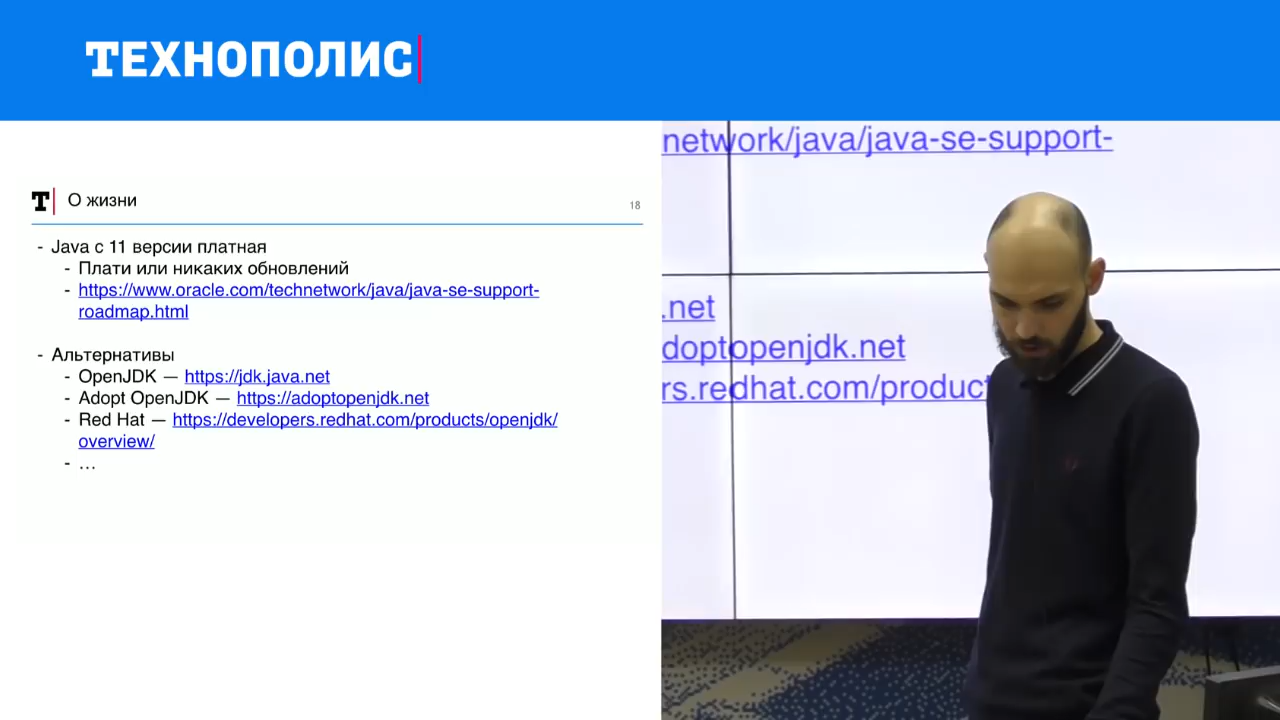 ТЕХНОПОЛИС
Т О жизни 18
- Java с 11 версии платная
- Плати или никаких обновлений
- https://www.oracle.com/technetwork/java/java-se-support-
roadmap.html
- Альтернативы
- OpenJDK — https://jdk.java.net
- Adopt OpenJDK — https://adoptopenjdk.net
- Red Hat — https://developers.redhat.com/products/openjdk/
overview/
- …
network/java/java-se-support-
.net
doptopenjdk.net
rs.redhat.com/product